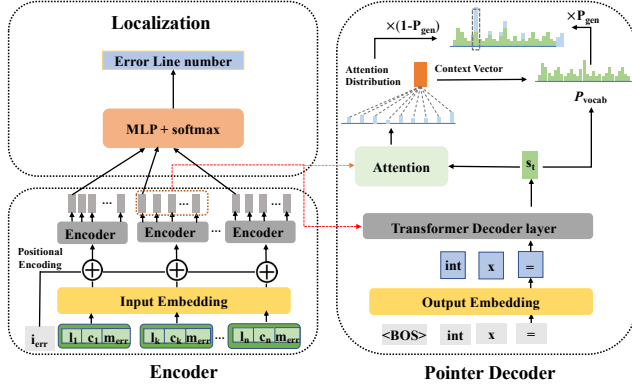 Localization
Error Line number
MLP + softmax
...
...
...
Encoder
Encoder
...
Encoder
Positional
Encoding
Input Embedding
i_err
l_1 c_1 m_err
l_k c_k m_err
...
l_n c_n m_err
Encoder
×(1-P_gen)
×P_gen
Attention
Distribution
Context Vector
P_vocab
Attention
s_t
Transformer Decoder layer
int x =
Output Embedding
<BOS> int x =
Pointer Decoder